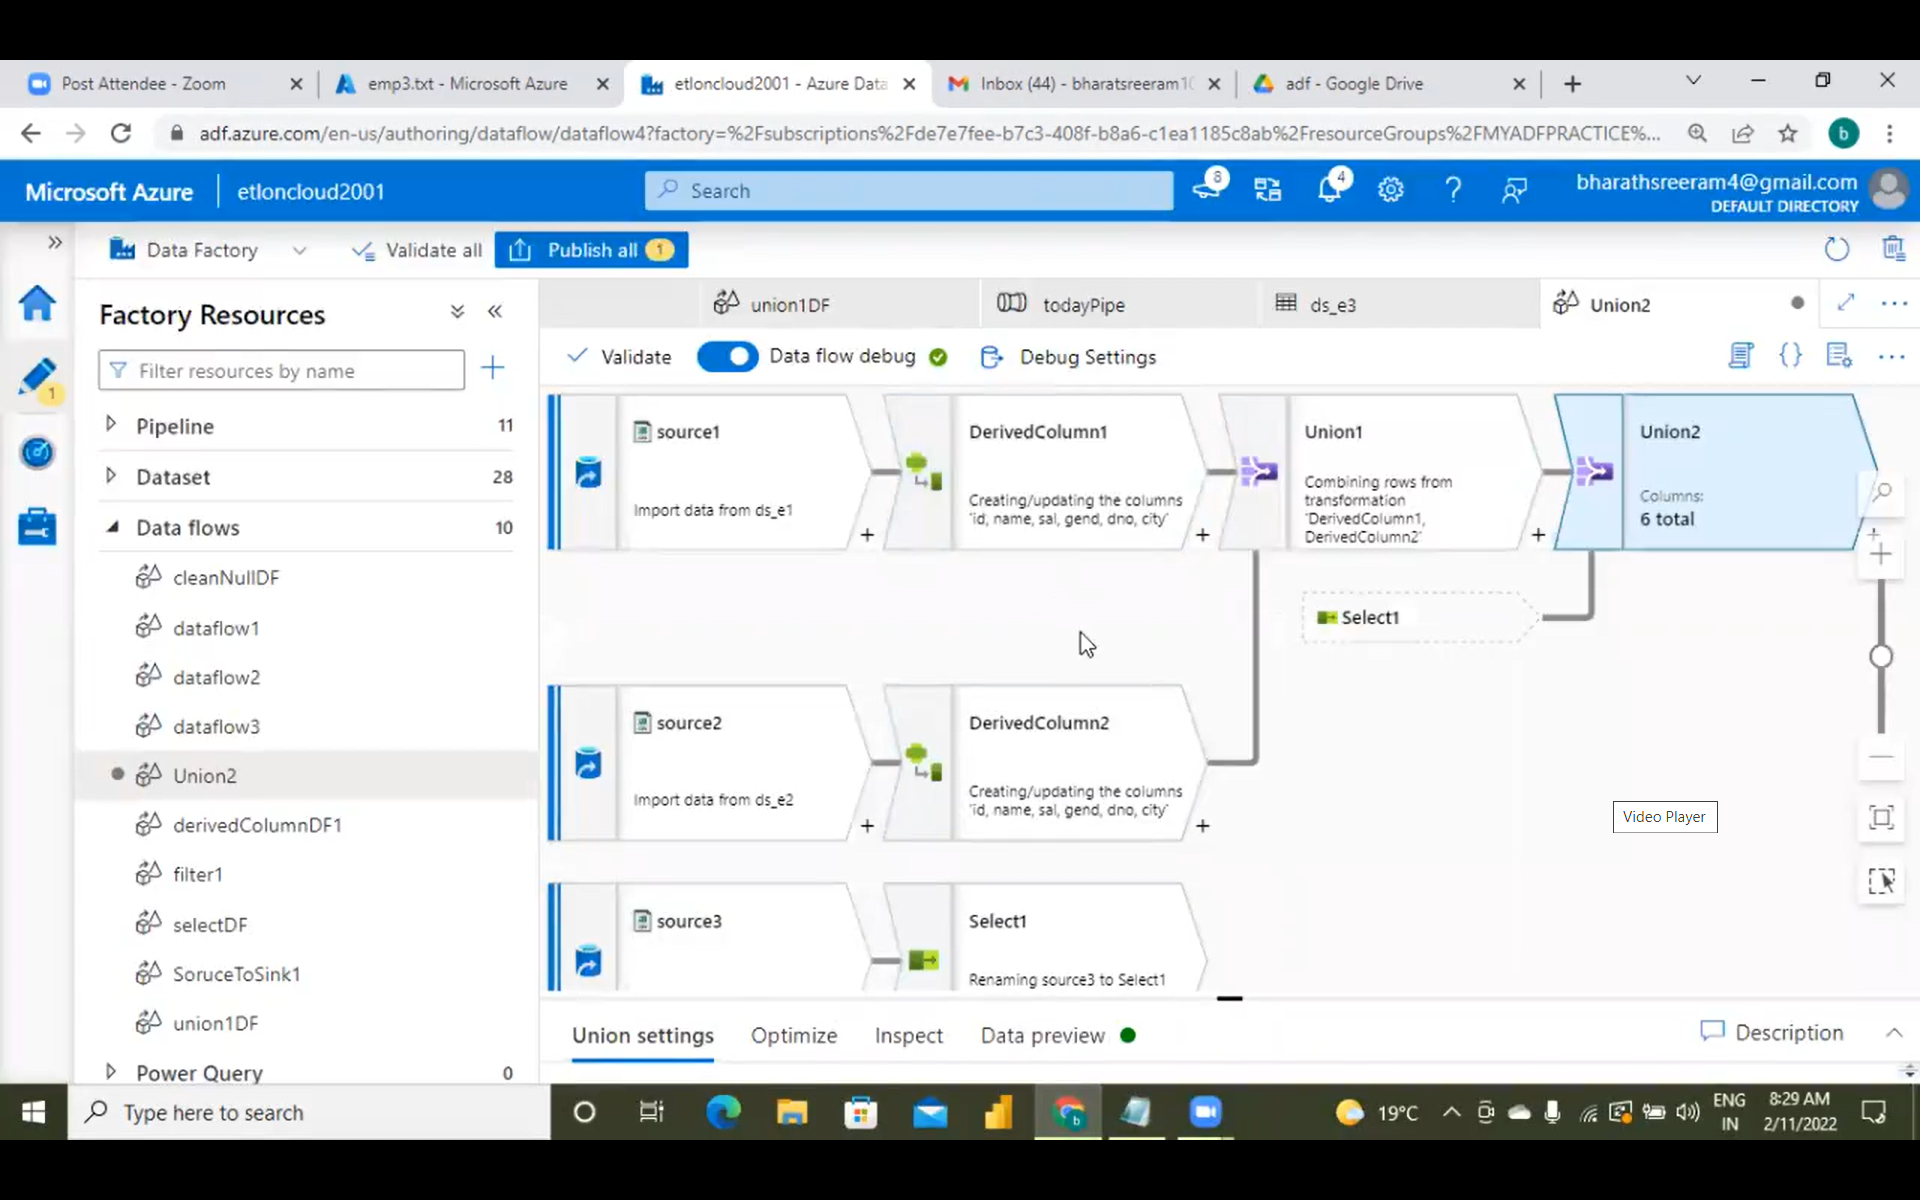 Post Attendee - Zoom
emp3.txt - Microsoft Azure
etloncloud2001 - Azure Data
Inbox (44) - bharatsreeram10
adf - Google Drive
adf.azure.com/en-us/authoring/dataflow/dataflow4?factory=%2Fsubscriptions%2Fde7e7fee-b7c3-408f-b8a6-c1ea1185c8ab%2FresourceGroups%2FMYADFPRACTICE%...
b
Microsoft Azure
etloncloud2001
Search
8
4
bharathsreeram4@gmail.com
DEFAULT DIRECTORY
Data Factory
Validate all
Publish all 1
Factory Resources
Filter resources by name
1
Pipeline 11
Dataset 28
Data flows 10
cleanNullDF
dataflow1
dataflow2
dataflow3
Union2
derivedColumnDF1
filter1
selectDF
SoruceToSink1
union1DF
Power Query 0
union1DF
todayPipe
ds_e3
Union2
Validate
Data flow debug
Debug Settings
source1
Import data from ds_e1
DerivedColumn1
Creating/updating the columns
'id, name, sal, gend, dno, city'
Union1
Combining rows from
transformation
'DerivedColumn1,
DerivedColumn2'
Union2
Columns:
6 total
Select1
source2
Import data from ds_e2
DerivedColumn2
Creating/updating the columns
'id, name, sal, gend, dno, city'
Video Player
source3
Select1
Renaming source3 to Select1
Union settings
Optimize
Inspect
Data preview
Description
Type here to search
b
19°C
ENG
IN
8:29 AM
2/11/2022